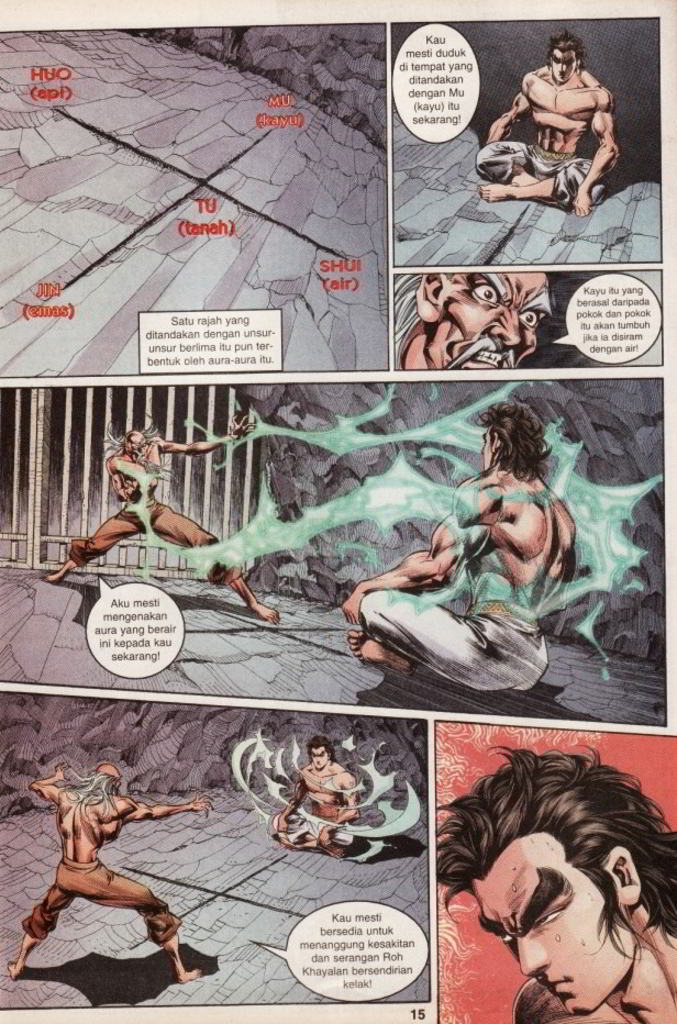 HUO
(api)
MU
(kayu)
TU
(tanah)
SHUI
(air)
JIN
(emas)
Satu rajah yang
ditandakan dengan unsur-
unsur berlima itu pun ter-
bentuk oleh aura-aura itu.
Kau
mesti duduk
di tempat yang
ditandakan
dengan Mu
(kayu) itu
sekarang!
Kayu itu yang
berasal daripada
pokok dan pokok
itu akan tumbuh
jika ia disiram
dengan air!
Aku mesti
mengenakan
aura yang berair
ini kepada kau
sekarang!
Kau mesti
bersedia untuk
menanggung kesakitan
dan serangan Roh
Khayalan bersendirian
kelak!
15